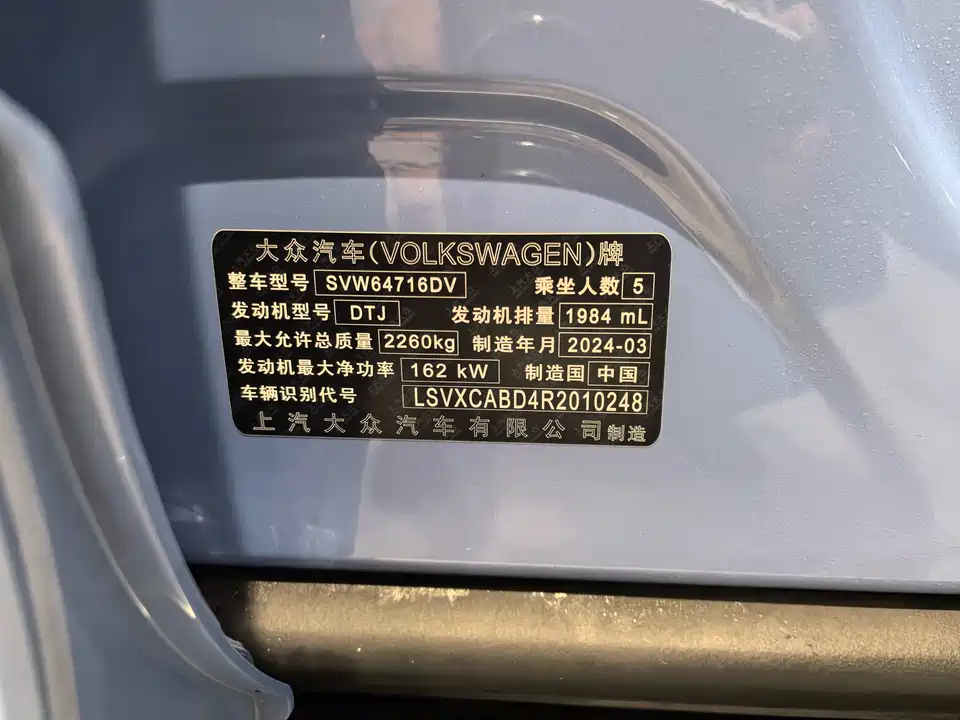 大众汽车(VOLKSWAGEN)牌
整车型号 SVW64716DV 乘坐人数 5
发动机型号 DTJ 发动机排量 1984 mL
最大允许总质量 2260kg 制造年月 2024-03
发动机最大净功率 162 kW 制造国 中国
车辆识别代号 LSVXCABD4R2010248
上汽大众汽车有限公司制造